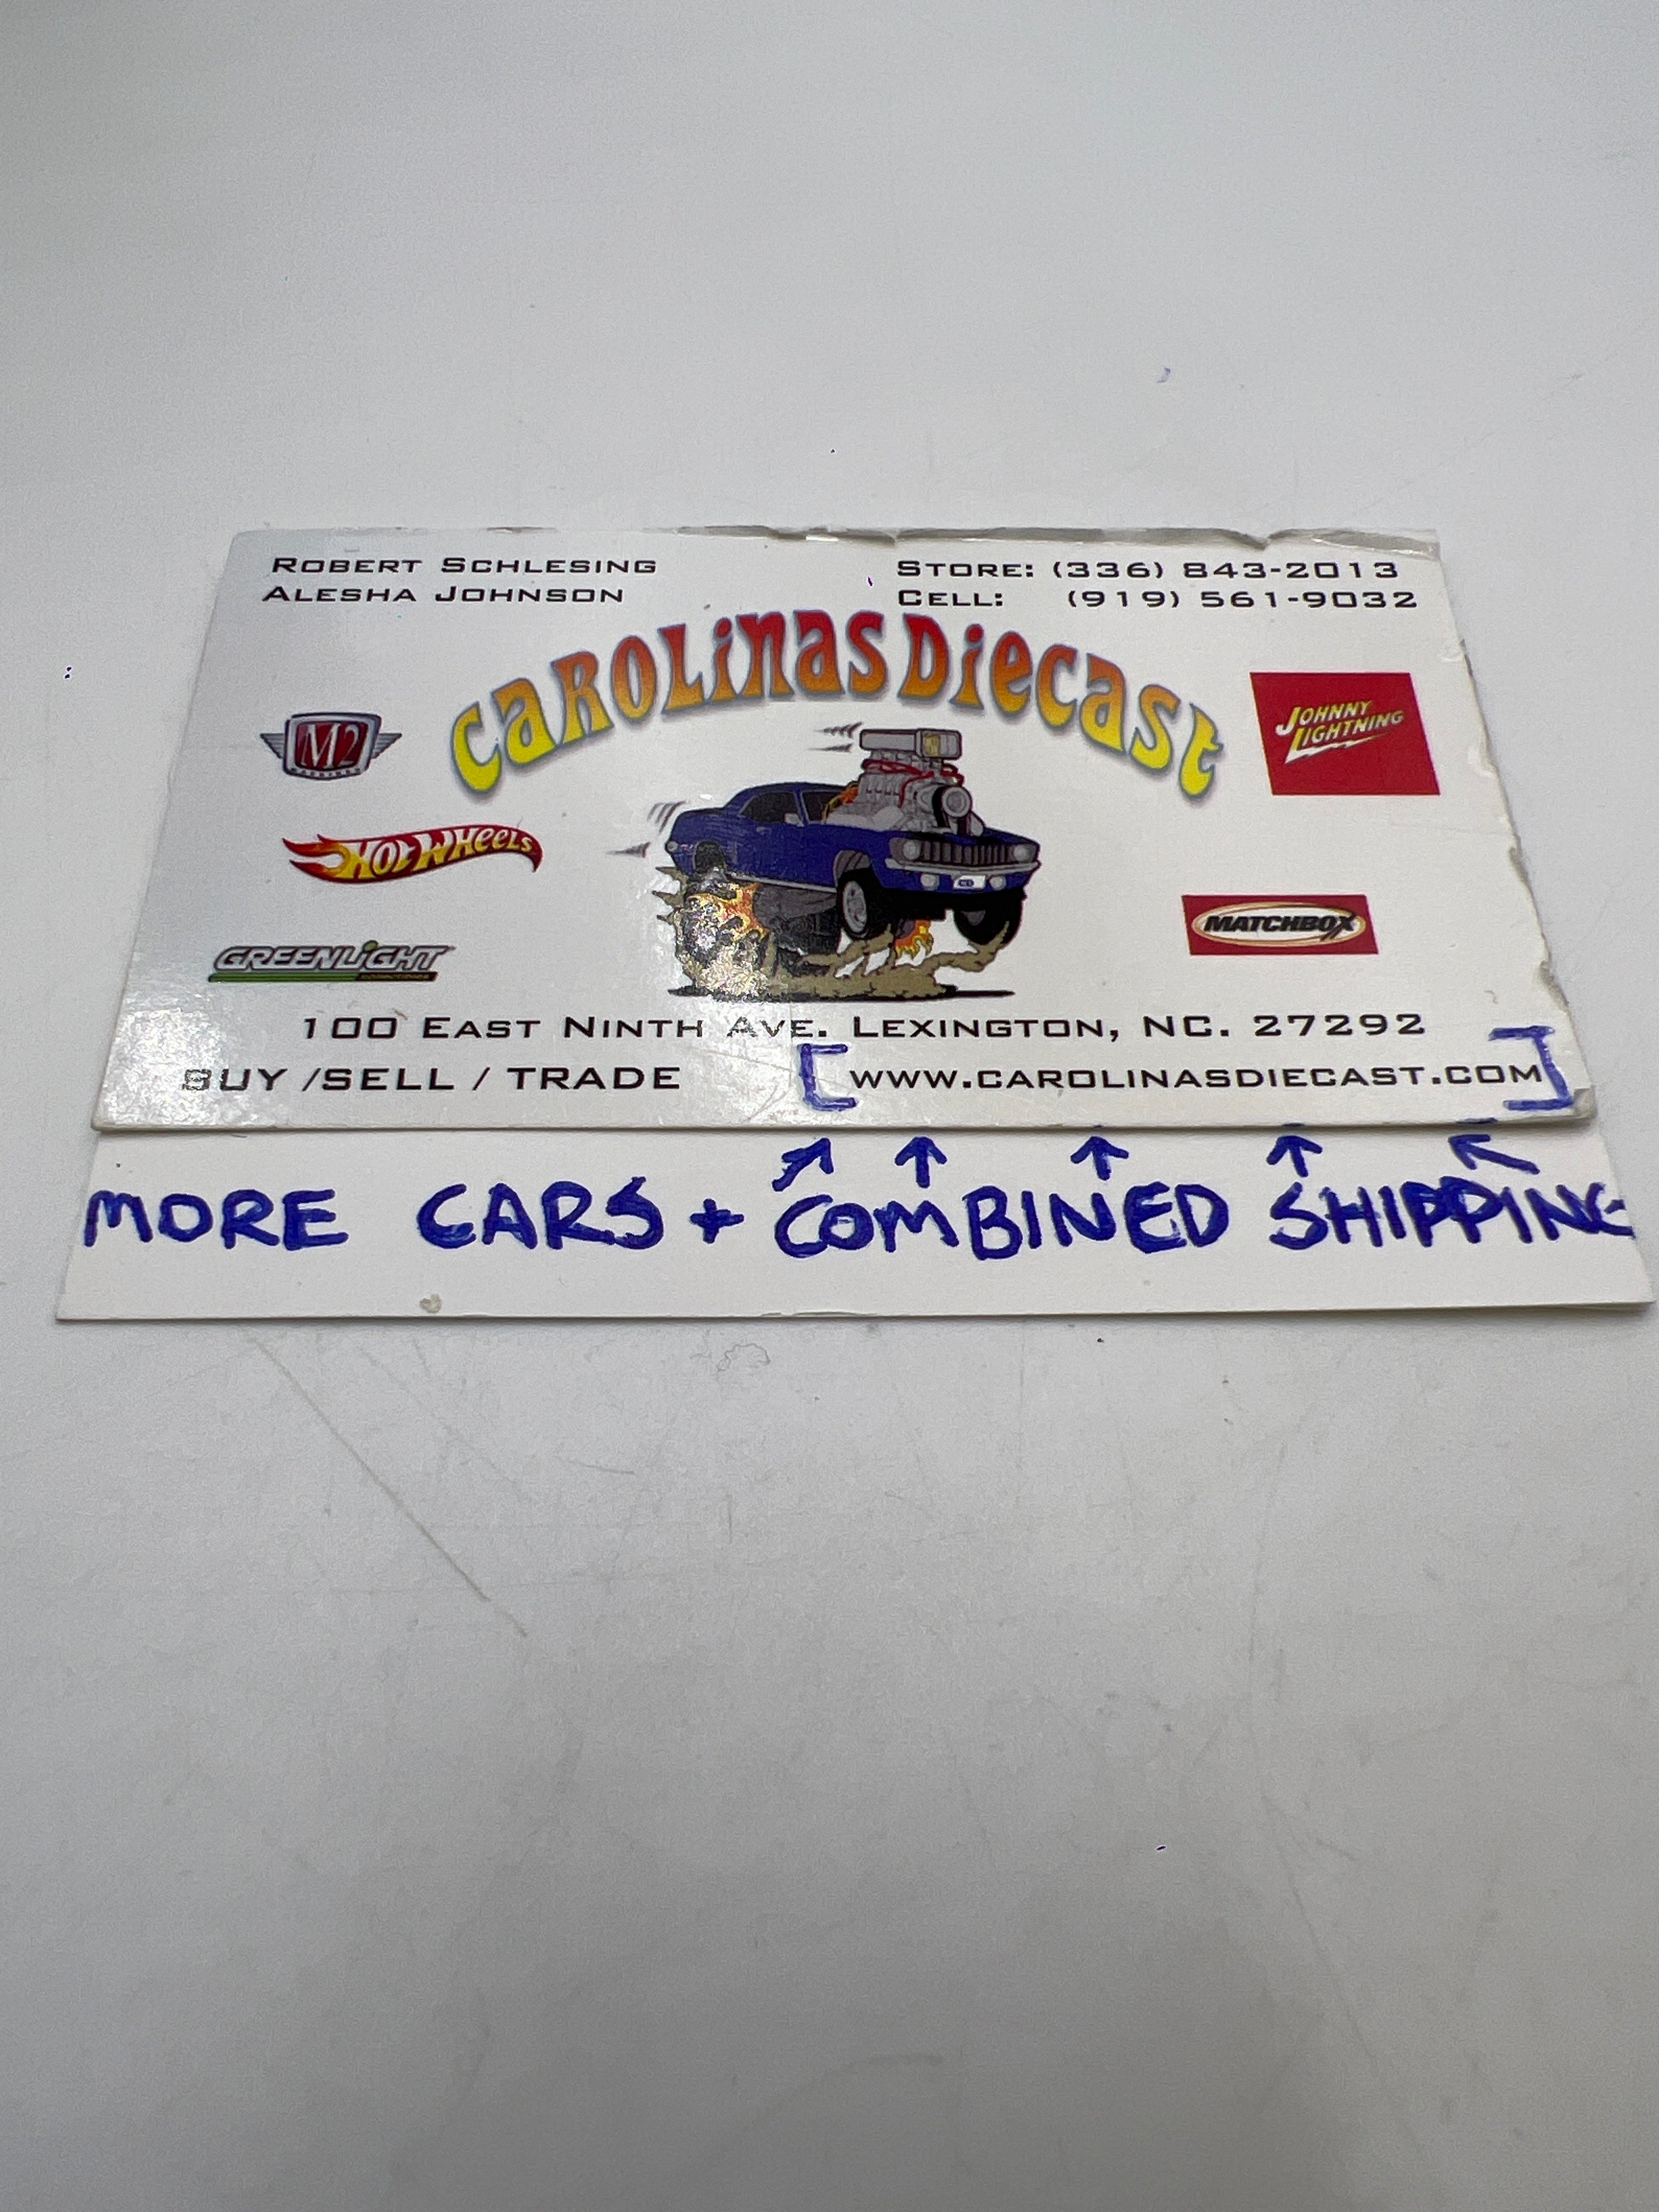 ROBERT SCHLESING
ALESHA JOHNSON
STORE: (336) 843-2013
CELL: (919) 561-9032
CAROLINAS DIECAST
M2
JOHNNY
LIGHTNING
HOT WHEELS
MATCHBOX
GREENLIGHT
100 EAST NINTH AVE. LEXINGTON, NC. 27292
BUY /SELL / TRADE [WWW.CAROLINASDIECAST.COM]
MORE CARS + COMBINED SHIPPING